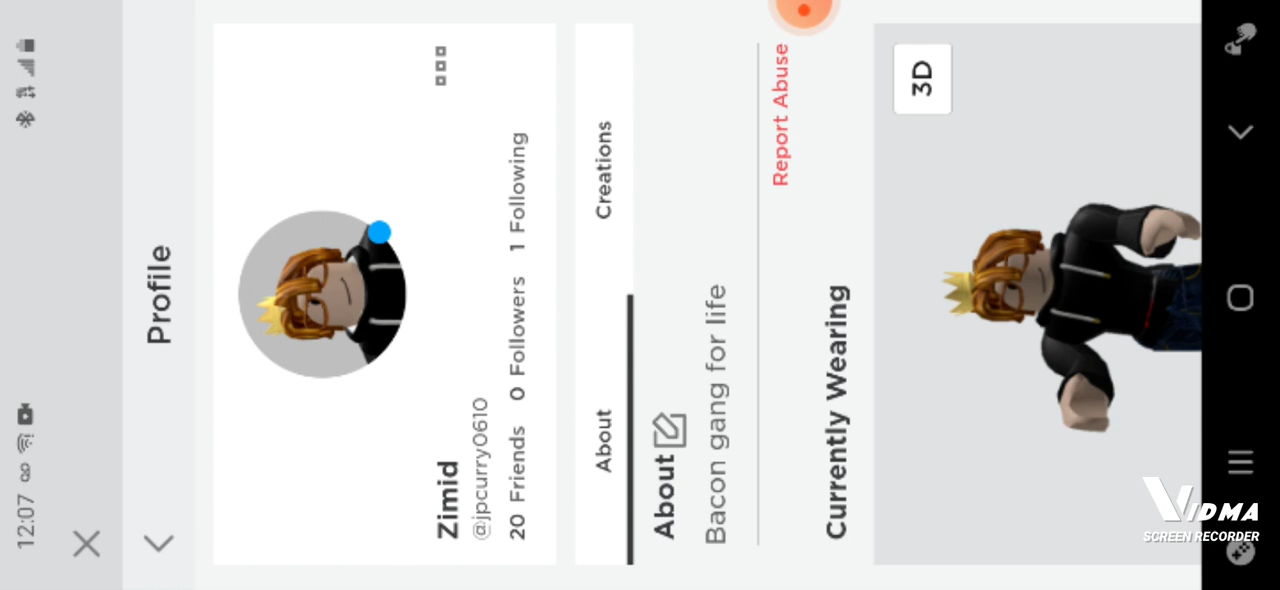 12:07
Profile
Zimid
@jpcurry0610
20 Friends 0 Followers 1 Following
About Creations
About
Bacon gang for life
Report Abuse
Currently Wearing
3D
VIDMA
SCREEN RECORDER